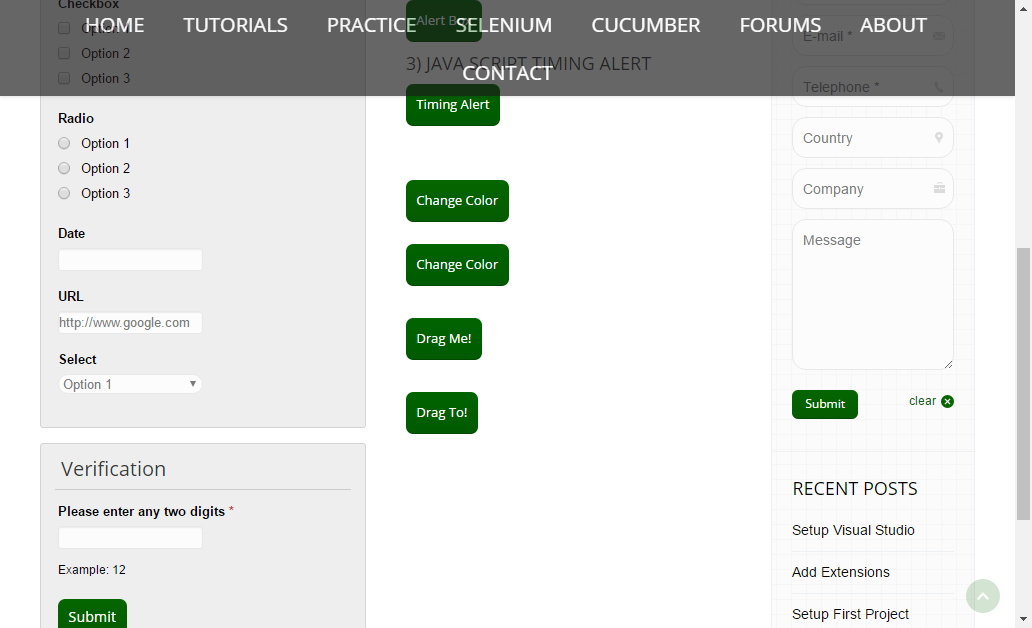 HOME TUTORIALS PRACTICE SELENIUM CUCUMBER FORUMS ABOUT
CONTACT
Checkbox
Option 2
Option 3
Radio
Option 1
Option 2
Option 3
Date
URL
http://www.google.com
Select
Option 1
Verification
Please enter any two digits *
Example: 12
Submit
Alert Box
3) JAVA SCRIPT TIMING ALERT
Timing Alert
Change Color
Change Color
Drag Me!
Drag To!
E-mail *
Telephone *
Country
Company
Message
Submit
clear
RECENT POSTS
Setup Visual Studio
Add Extensions
Setup First Project